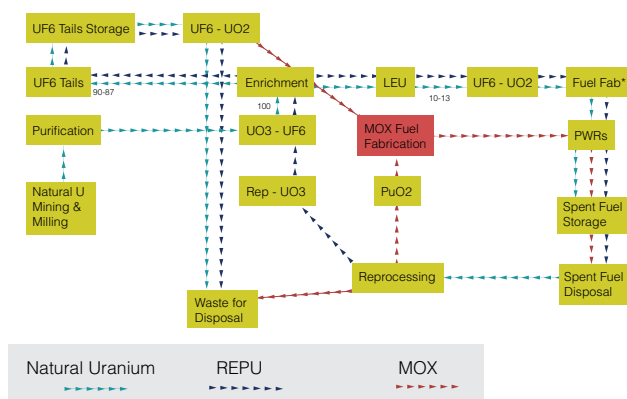 UF6 Tails Storage
UF6 - UO2
UF6 Tails
90-87
Enrichment
LEU
10-13
UF6 - UO2
Fuel Fab*
100
Purification
UO3 - UF6
MOX Fuel
Fabrication
PWRs
Natural U
Mining &
Milling
Rep - UO3
PuO2
Spent Fuel
Storage
Reprocessing
Spent Fuel
Disposal
Waste for
Disposal
Natural Uranium
REPU
MOX